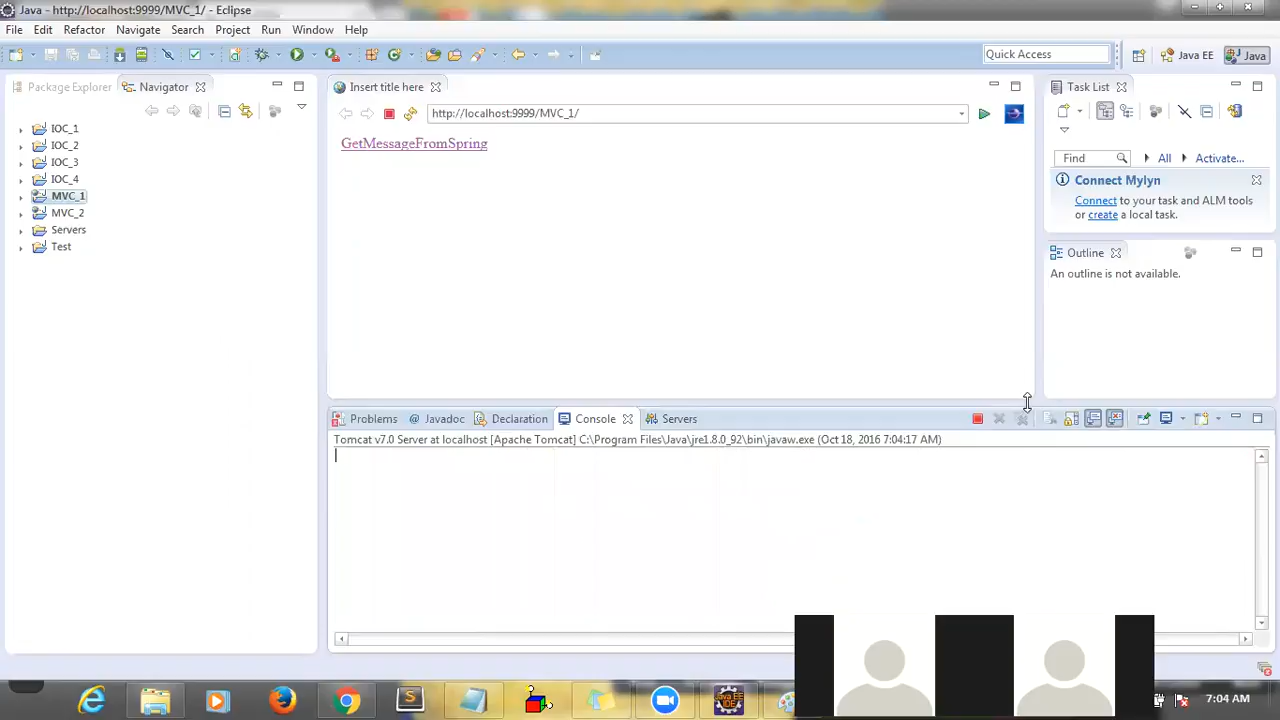 Java - http://localhost:9999/MVC_1/ - Eclipse
File Edit Refactor Navigate Search Project Run Window Help
Quick Access
Java EE
Java
Package Explorer
Navigator
IOC_1
IOC_2
IOC_3
IOC_4
MVC_1
MVC_2
Servers
Test
Insert title here
http://localhost:9999/MVC_1/
GetMessageFromSpring
Task List
Find
All
Activate...
Connect Mylyn
Connect to your task and ALM tools
or create a local task.
Outline
An outline is not available.
Problems
@ Javadoc
Declaration
Console
Servers
Tomcat v7.0 Server at localhost [Apache Tomcat] C:\Program Files\Java\jre1.8.0_92\bin\javaw.exe (Oct 18, 2016 7:04:17 AM)
Java EE
IDE
7:04 AM